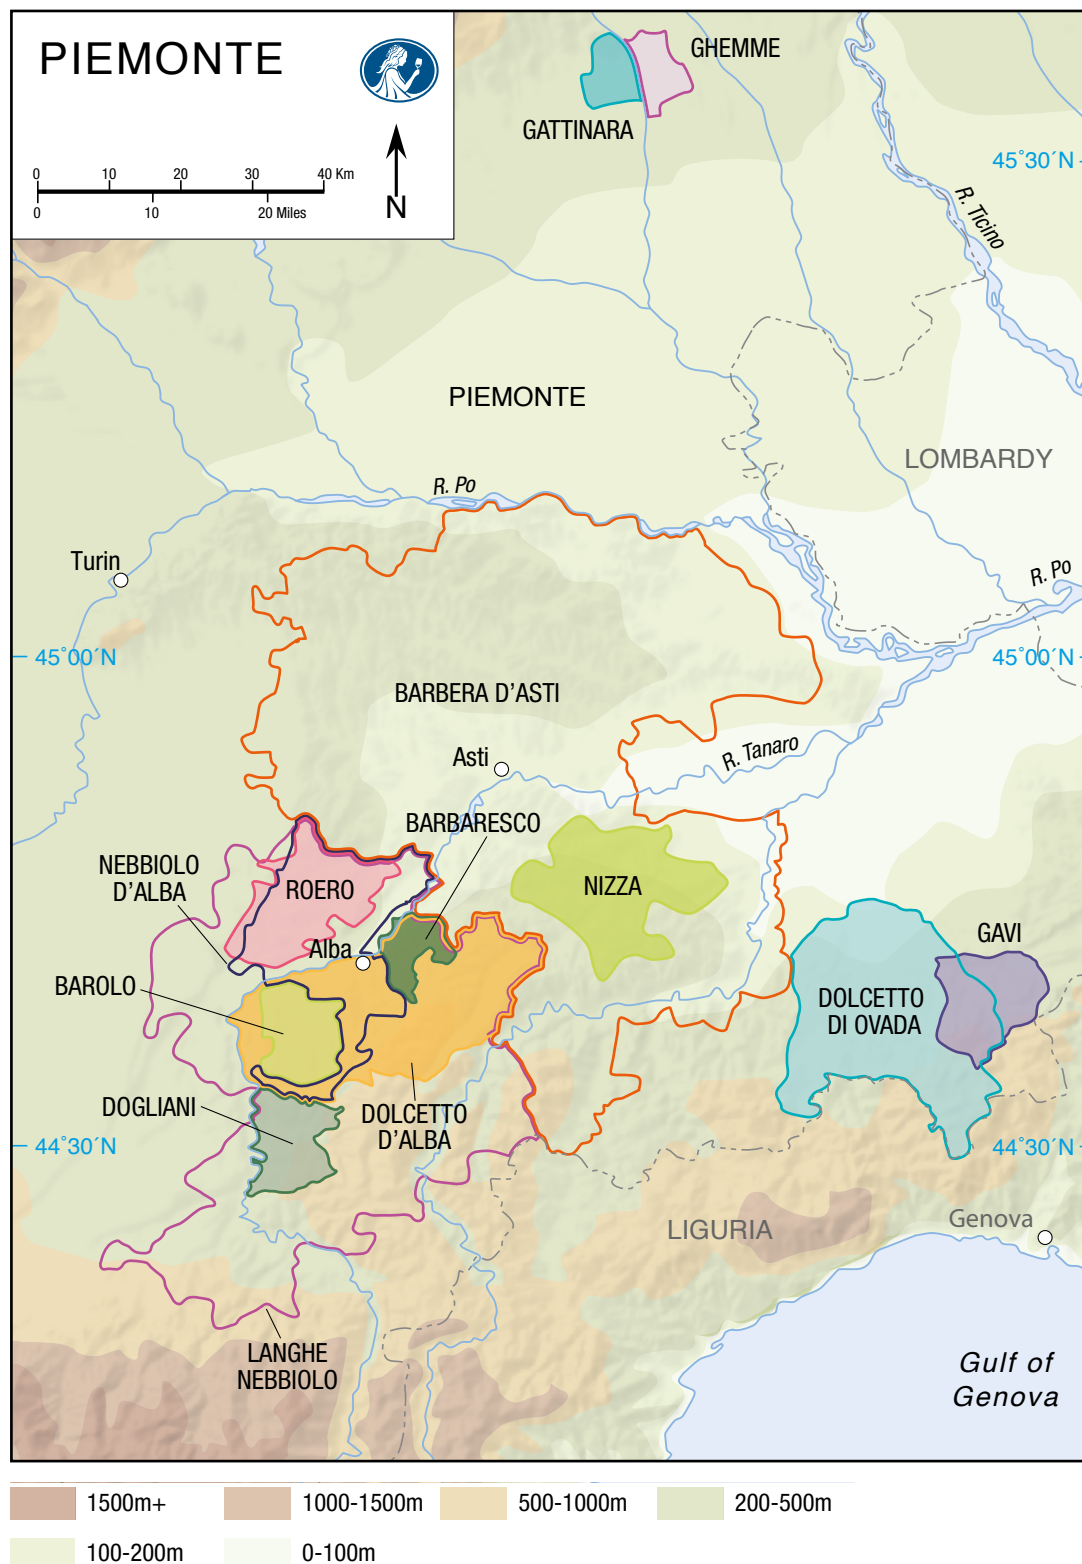 PIEMONTE
0 10 20 30 40 Km
0 10 20 Miles
N
GHEMME
GATTINARA
45°30´N
R. Ticino
PIEMONTE
LOMBARDY
R. Po
Turin
R. Po
45°00´N
45°00´N
BARBERA D’ASTI
Asti
R. Tanaro
BARBARESCO
NEBBIOLO
D’ALBA
ROERO
NIZZA
Alba
GAVI
BAROLO
DOLCETTO
DI OVADA
DOGLIANI
DOLCETTO
D’ALBA
44°30´N
44°30´N
LIGURIA
Genova
LANGHE
NEBBIOLO
Gulf of
Genova
1500m+ 1000-1500m 500-1000m 200-500m
100-200m 0-100m